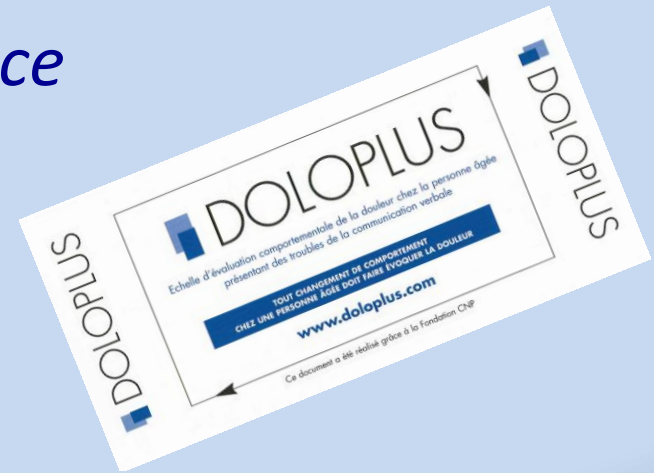 ce
DOLOPLUS
Echelle d'évaluation comportementale de la douleur chez la personne âgée
présentant des troubles de la communication verbale
TOUT CHANGEMENT DE COMPORTEMENT
CHEZ UNE PERSONNE ÂGÉE DOIT FAIRE ÉVOQUER LA DOULEUR
www.doloplus.com
Ce document a été réalisé grâce à la Fondation CNP
DOLOPLUS
DOLOPLUS